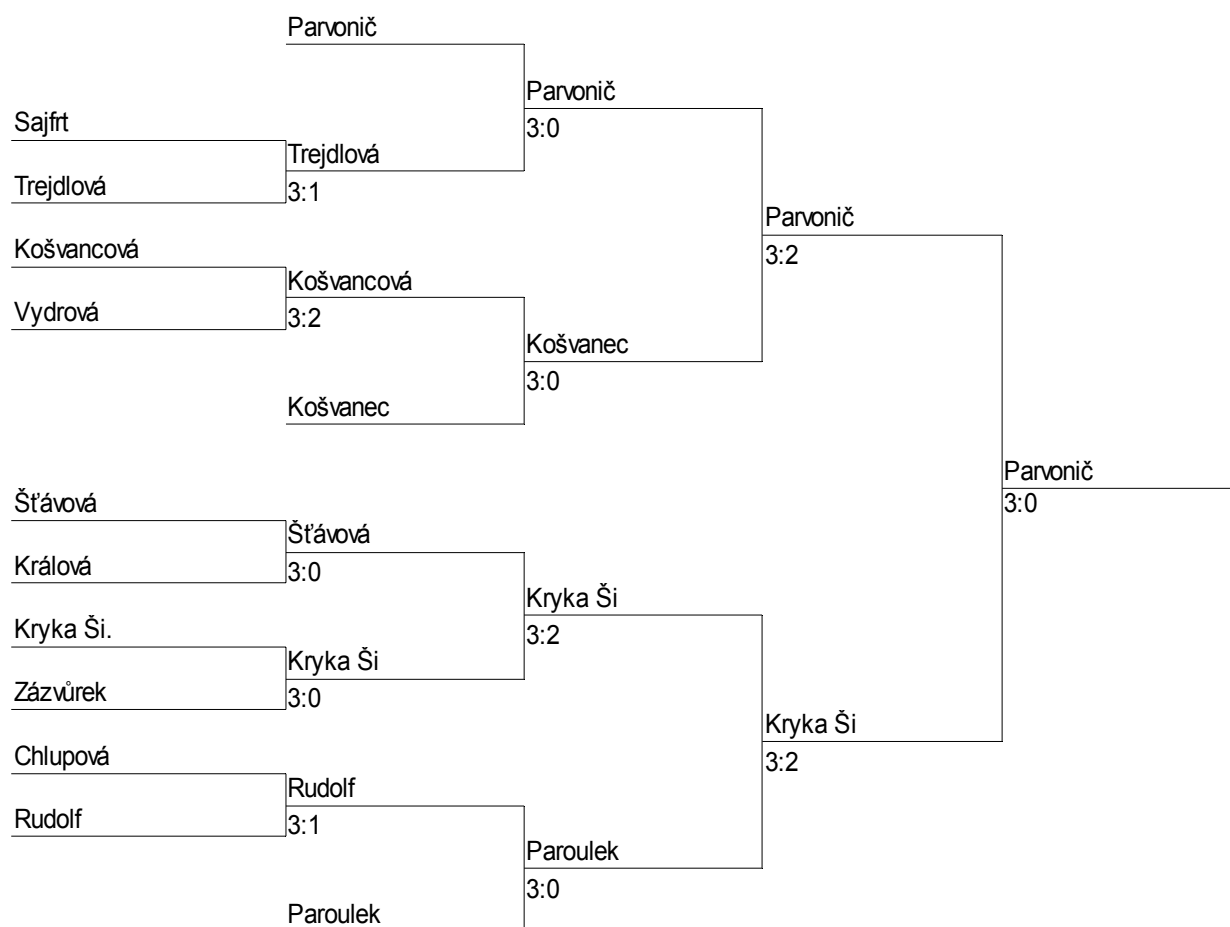 Parvonič
Parvonič
Sajfrt
3:0
Trejdlová
Trejdlová
3:1
Parvonič
Košvancová
3:2
Košvancová
Vydrová
3:2
Košvanec
3:0
Košvanec
Parvonič
Šťávová
3:0
Šťávová
Králová
3:0
Kryka Ši
Kryka Ši.
3:2
Kryka Ši
Zázvůrek
3:0
Kryka Ši
Chlupová
3:2
Rudolf
Rudolf
3:1
Paroulek
3:0
Paroulek